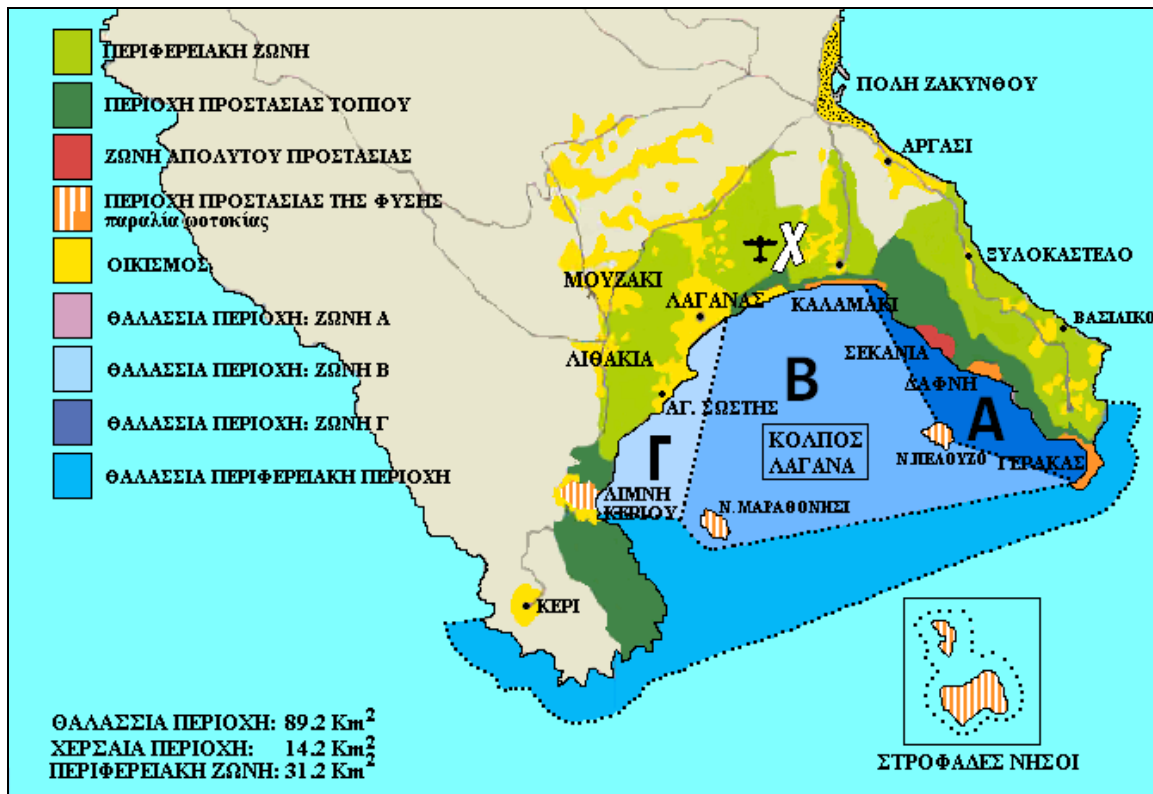 ΠΕΡΙΦΕΡΕΙΑΚΗ ΖΩΝΗ
ΠΕΡΙΟΧΗ ΠΡΟΣΤΑΣΙΑΣ ΤΟΠΙΟΥ
ΖΩΝΗ ΑΠΟΛΥΤΟΥ ΠΡΟΣΤΑΣΙΑΣ
ΠΕΡΙΟΧΗ ΠΡΟΣΤΑΣΙΑΣ ΤΗΣ ΦΥΣΗΣ
παραλία ωοτοκίας
ΟΙΚΙΣΜΟΣ
ΘΑΛΑΣΣΙΑ ΠΕΡΙΟΧΗ: ΖΩΝΗ Α
ΘΑΛΑΣΣΙΑ ΠΕΡΙΟΧΗ: ΖΩΝΗ Β
ΘΑΛΑΣΣΙΑ ΠΕΡΙΟΧΗ: ΖΩΝΗ Γ
ΘΑΛΑΣΣΙΑ ΠΕΡΙΦΕΡΕΙΑΚΗ ΠΕΡΙΟΧΗ
ΠΟΛΗ ΖΑΚΥΝΘΟΥ
ΑΡΓΑΣΙ
ΞΥΛΟΚΑΣΤΕΛΟ
ΜΟΥΖΑΚΙ
ΛΑΓΑΝΑΣ
ΚΑΛΑΜΑΚΙ
ΒΑΣΙΛΙΚΟ
ΛΙΘΑΚΙΑ
ΣΕΚΑΝΙΑ
ΔΑΦΝΗ
ΑΓ. ΣΩΣΤΗΣ
Β
Α
Γ
ΚΟΛΠΟΣ
ΛΑΓΑΝΑ
Ν.ΠΕΛΟΥΖΟ
ΓΕΡΑΚΑΣ
ΛΙΜΝΗ
ΚΕΡΙΟΥ
Ν. ΜΑΡΑΘΟΝΗΣΙ
ΚΕΡΙ
ΘΑΛΑΣΣΙΑ ΠΕΡΙΟΧΗ: 89.2 Km²
ΧΕΡΣΑΙΑ ΠΕΡΙΟΧΗ: 14.2 Km²
ΠΕΡΙΦΕΡΕΙΑΚΗ ΖΩΝΗ: 31.2 Km²
ΣΤΡΟΦΑΔΕΣ ΝΗΣΟΙ